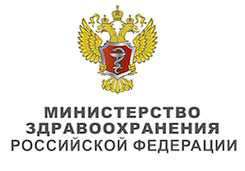 МИНИСТЕРСТВО
ЗДРАВООХРАНЕНИЯ
РОССИЙСКОЙ ФЕДЕРАЦИИ